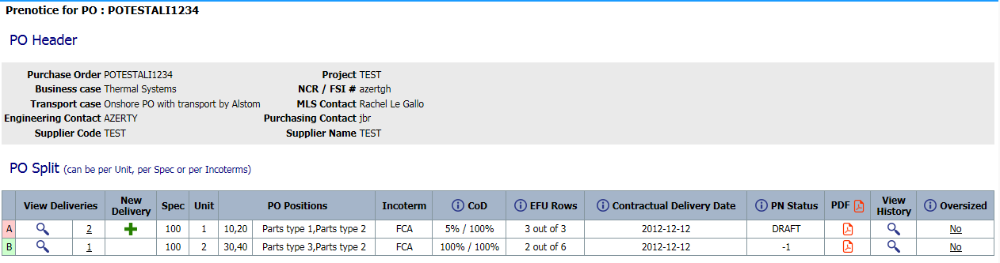 Prenotice for PO : POTESTALI1234
PO Header
Purchase Order POTESTALI1234 Project TEST
Business case Thermal Systems NCR / FSI # azertgh
Transport case Onshore PO with transport by Alstom MLS Contact Rachel Le Gallo
Engineering Contact AZERTY Purchasing Contact jbr
Supplier Code TEST Supplier Name TEST
PO Split (can be per Unit, per Spec or per Incoterms)
View Deliveries New Delivery Spec Unit PO Positions Incoterm CoD EFU Rows Contractual Delivery Date PN Status PDF View History Oversized
A 2 100 1 10,20 Parts type 1,Parts type 2 FCA 5% / 100% 3 out of 3 2012-12-12 DRAFT No
B 1 100 2 30,40 Parts type 3,Parts type 2 FCA 100% / 100% 2 out of 6 2012-12-12 -1 No